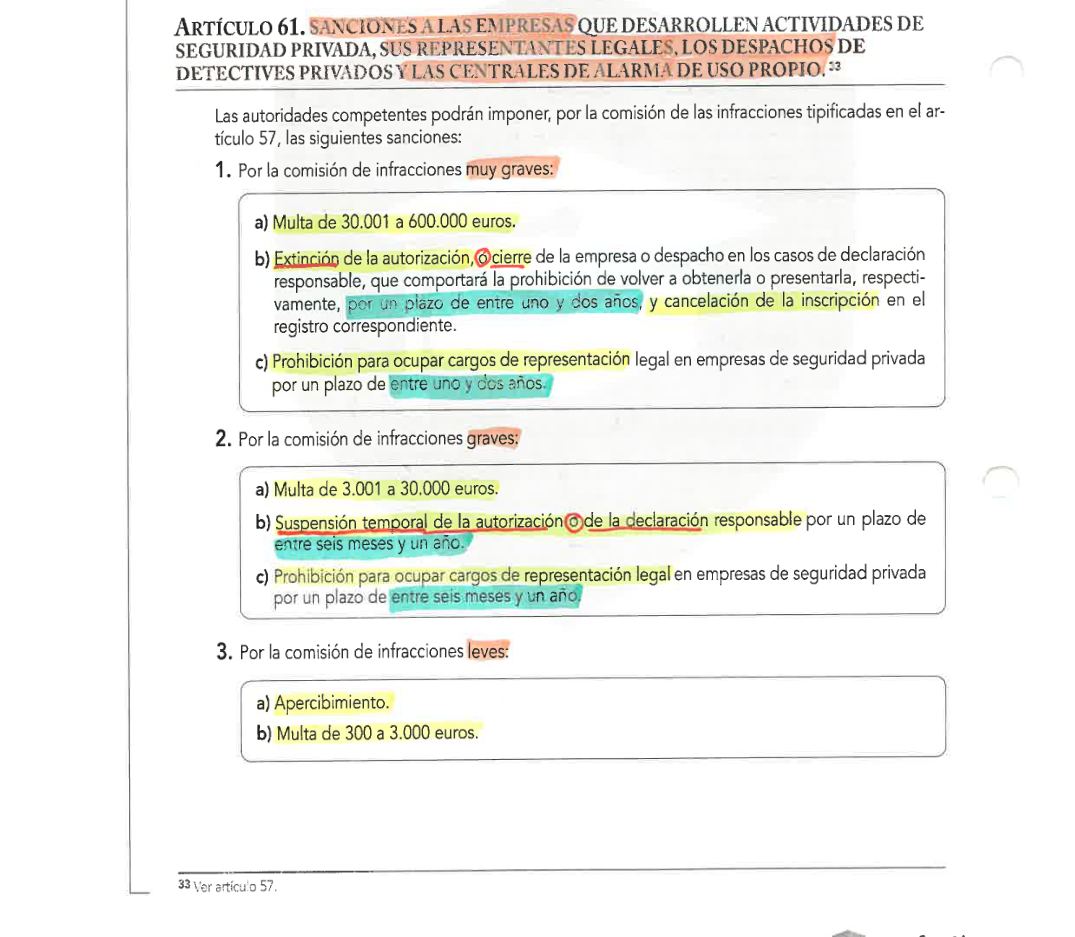 ARTÍCULO 61. SANCIONES A LAS EMPRESAS QUE DESARROLLEN ACTIVIDADES DE
SEGURIDAD PRIVADA, SUS REPRESENTANTES LEGALES, LOS DESPACHOS DE
DETECTIVES PRIVADOS Y LAS CENTRALES DE ALARMA DE USO PROPIO.33
Las autoridades competentes podrán imponer, por la comisión de las infracciones tipificadas en el ar-
tículo 57, las siguientes sanciones:
1. Por la comisión de infracciones muy graves:
a) Multa de 30.001 a 600.000 euros.
b) Extinción de la autorización, o cierre de la empresa o despacho en los casos de declaración
responsable, que comportará la prohibición de volver a obtenerla o presentarla, respecti-
vamente, por un plazo de entre uno y dos años, y cancelación de la inscripción en el
registro correspondiente.
c) Prohibición para ocupar cargos de representación legal en empresas de seguridad privada
por un plazo de entre uno y dos años.
2. Por la comisión de infracciones graves:
a) Multa de 3.001 a 30.000 euros.
b) Suspensión temporal de la autorización o de la declaración responsable por un plazo de
entre seis meses y un año.
c) Prohibición para ocupar cargos de representación legal en empresas de seguridad privada
por un plazo de entre seis meses y un año.
3. Por la comisión de infracciones leves:
a) Apercibimiento.
b) Multa de 300 a 3.000 euros.
33 Ver artículo 57.